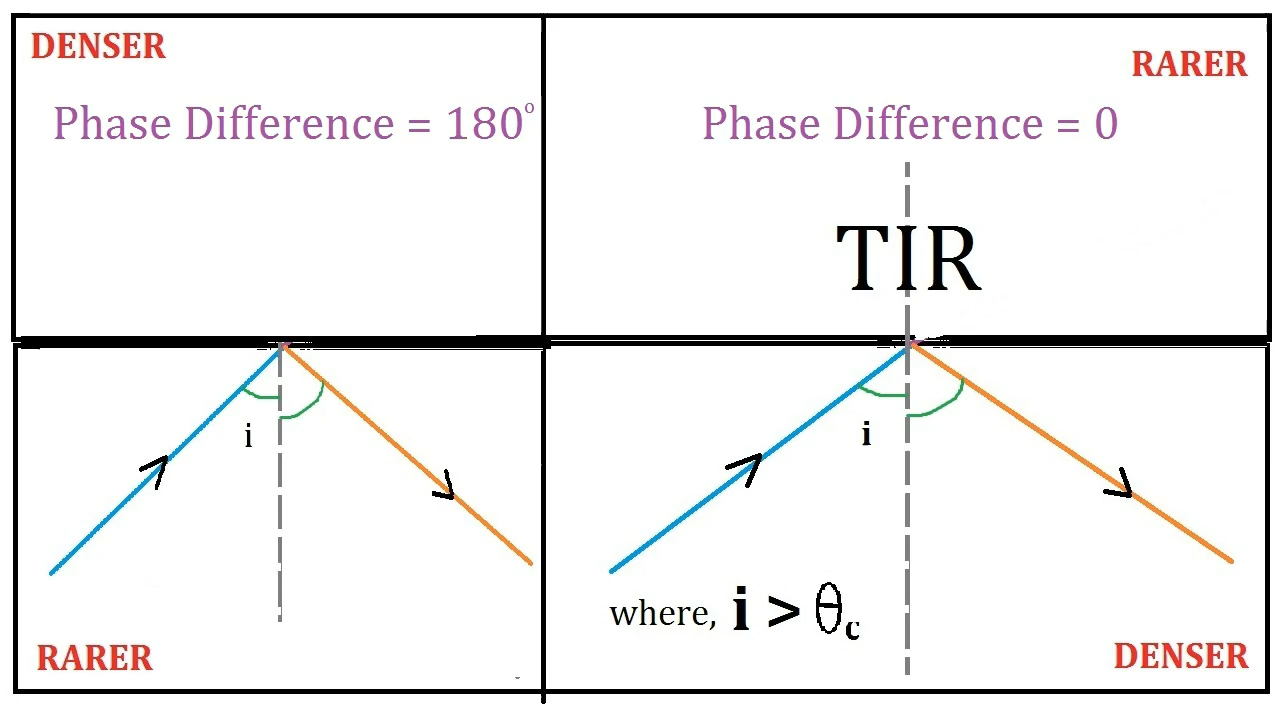 DENSER
Phase Difference = 180°
i
RARER
RARER
Phase Difference = 0
TIR
i
where, i > θc
DENSER